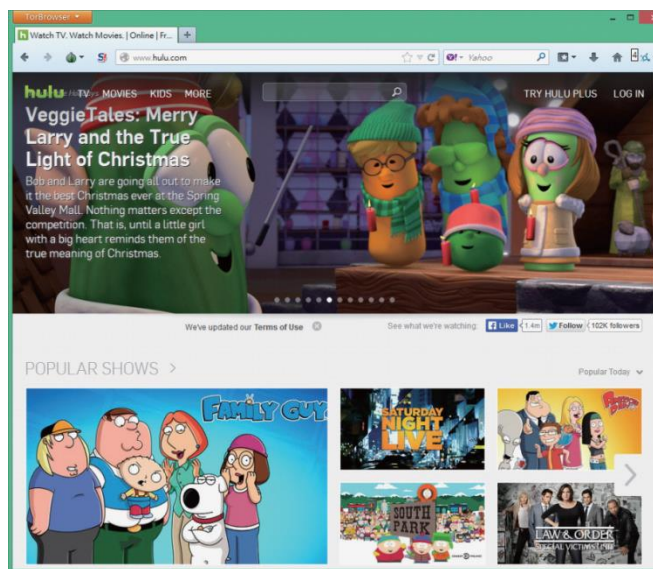 TorBrowser
Watch TV. Watch Movies. | Online | Fr...
www.hulu.com
Yahoo
hulu TV MOVIES KIDS MORE
TRY HULU PLUS LOG IN
VeggieTales: Merry
Larry and the True
Light of Christmas
Bob and Larry are going all out to make
it the best Christmas ever at the Spring
Valley Mall. Nothing matters except the
competition. That is, until a little girl
with a big heart reminds them of the
true meaning of Christmas.
We've updated our Terms of Use
See what we're watching: Like 1.4m Follow 102K followers
POPULAR SHOWS >
Popular Today
FAMILY GUY
SATURDAY
NIGHT
LIVE
SOUTH
PARK
LAW & ORDER
SPECIAL VICTIMS UNIT